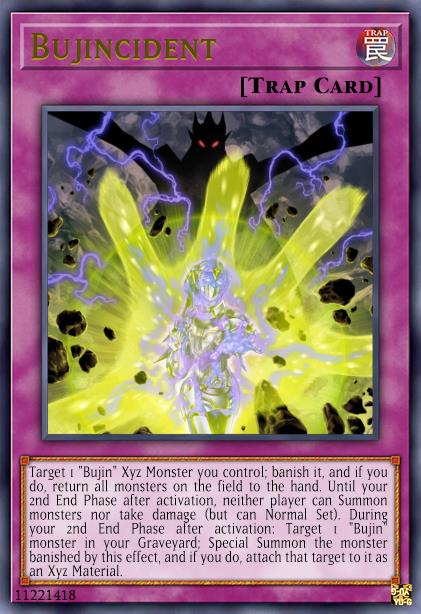 Bujincident
TRAP
罠
[Trap Card]
Target 1 "Bujin" Xyz Monster you control; banish it, and if you
do, return all monsters on the field to the hand. Until your
2nd End Phase after activation, neither player can Summon
monsters nor take damage (but can Normal Set). During
your 2nd End Phase after activation: Target 1 "Bujin"
monster in your Graveyard; Special Summon the monster
banished by this effect, and if you do, attach that target to it as
an Xyz Material.
11221418